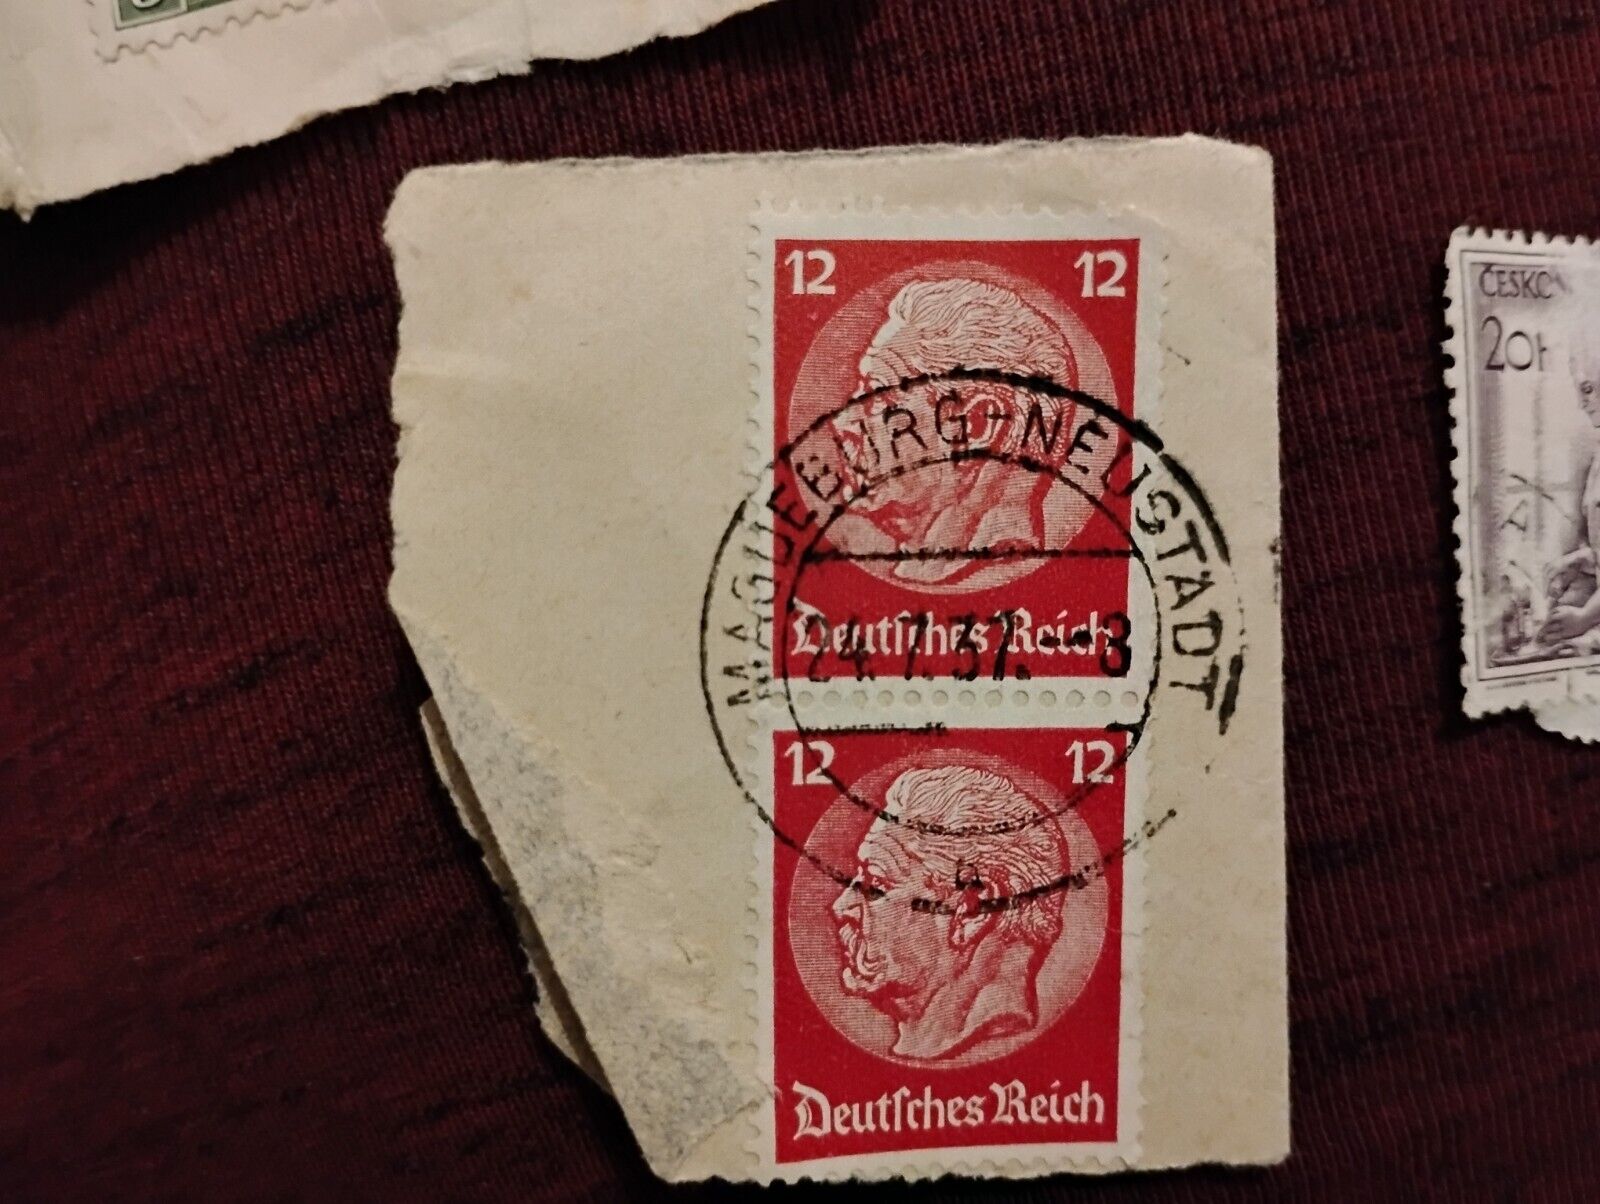 12 12
MAGDEBURG-NEUSTADT
Deutſches Reich
24.7.37.--8
12 12
a
Deutſches Reich
ČESKO
20H